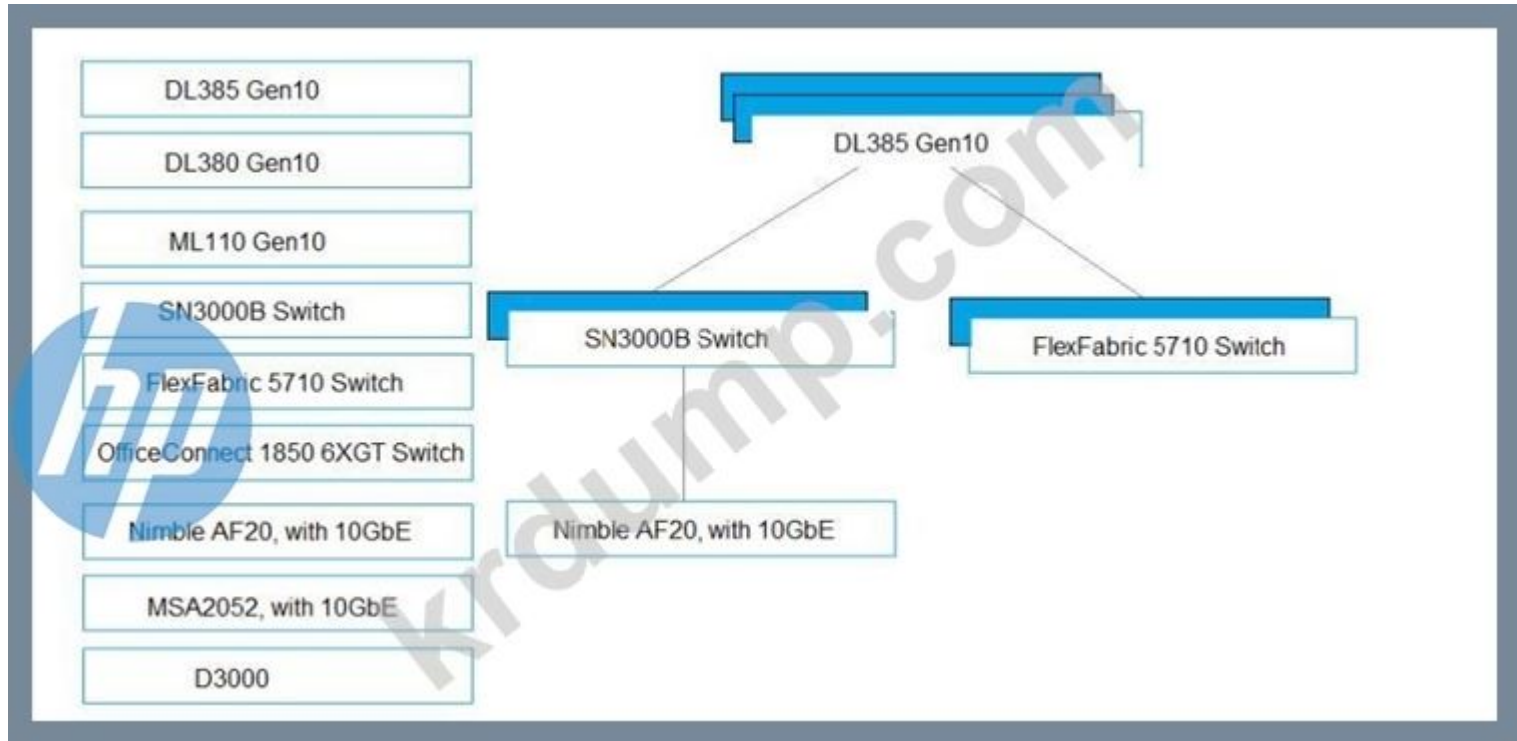 DL385 Gen10
DL380 Gen10
ML110 Gen10
SN3000B Switch
FlexFabric 5710 Switch
OfficeConnect 1850 6XGT Switch
Nimble AF20, with 10GbE
MSA2052, with 10GbE
D3000
DL385 Gen10
SN3000B Switch
FlexFabric 5710 Switch
Nimble AF20, with 10GbE
hp
krdump.com